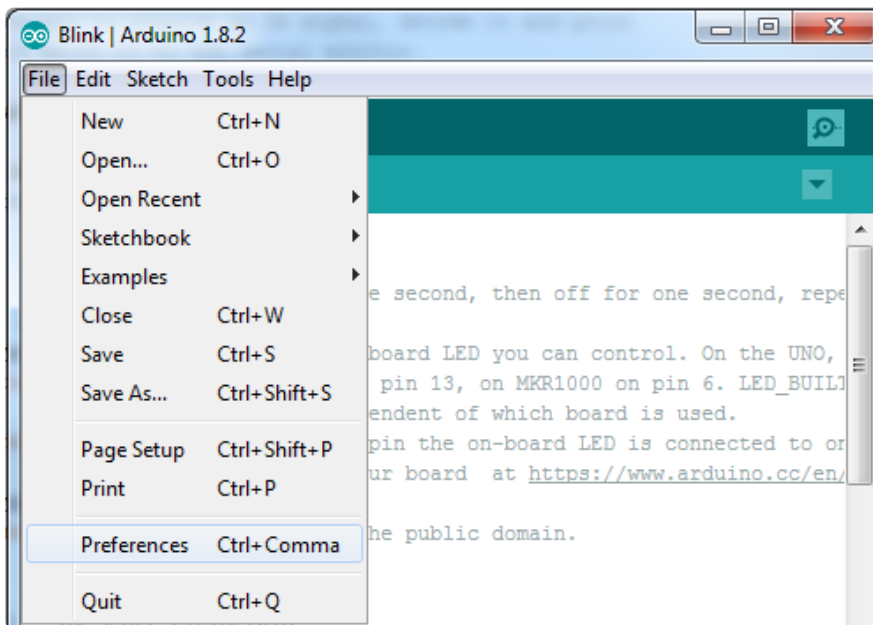 Blink | Arduino 1.8.2
File Edit Sketch Tools Help
New Ctrl+N
Open... Ctrl+O
Open Recent
Sketchbook
Examples
Close Ctrl+W
Save Ctrl+S
Save As... Ctrl+Shift+S
Page Setup Ctrl+Shift+P
Print Ctrl+P
Preferences Ctrl+Comma
Quit Ctrl+Q
e second, then off for one second, repe
board LED you can control. On the UNO,
pin 13, on MKR1000 on pin 6. LED_BUILT
endent of which board is used.
pin the on-board LED is connected to on
ur board at https://www.arduino.cc/en/
he public domain.